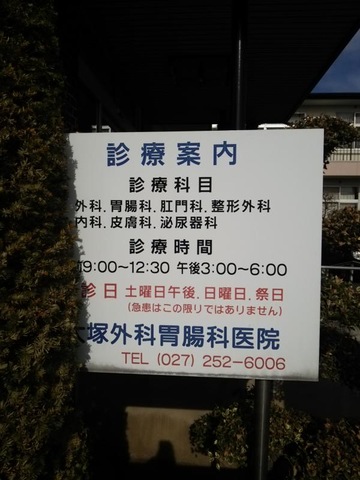 診療案内
診療科目
外科.胃腸科.肛門科.整形外科
内科.皮膚科.泌尿器科
診療時間
9:00～12:30 午後3:00～6:00
診日 土曜日午後.日曜日.祭日
(急患はこの限りではありません)
塚外科胃腸科医院
TEL (027) 252-6006